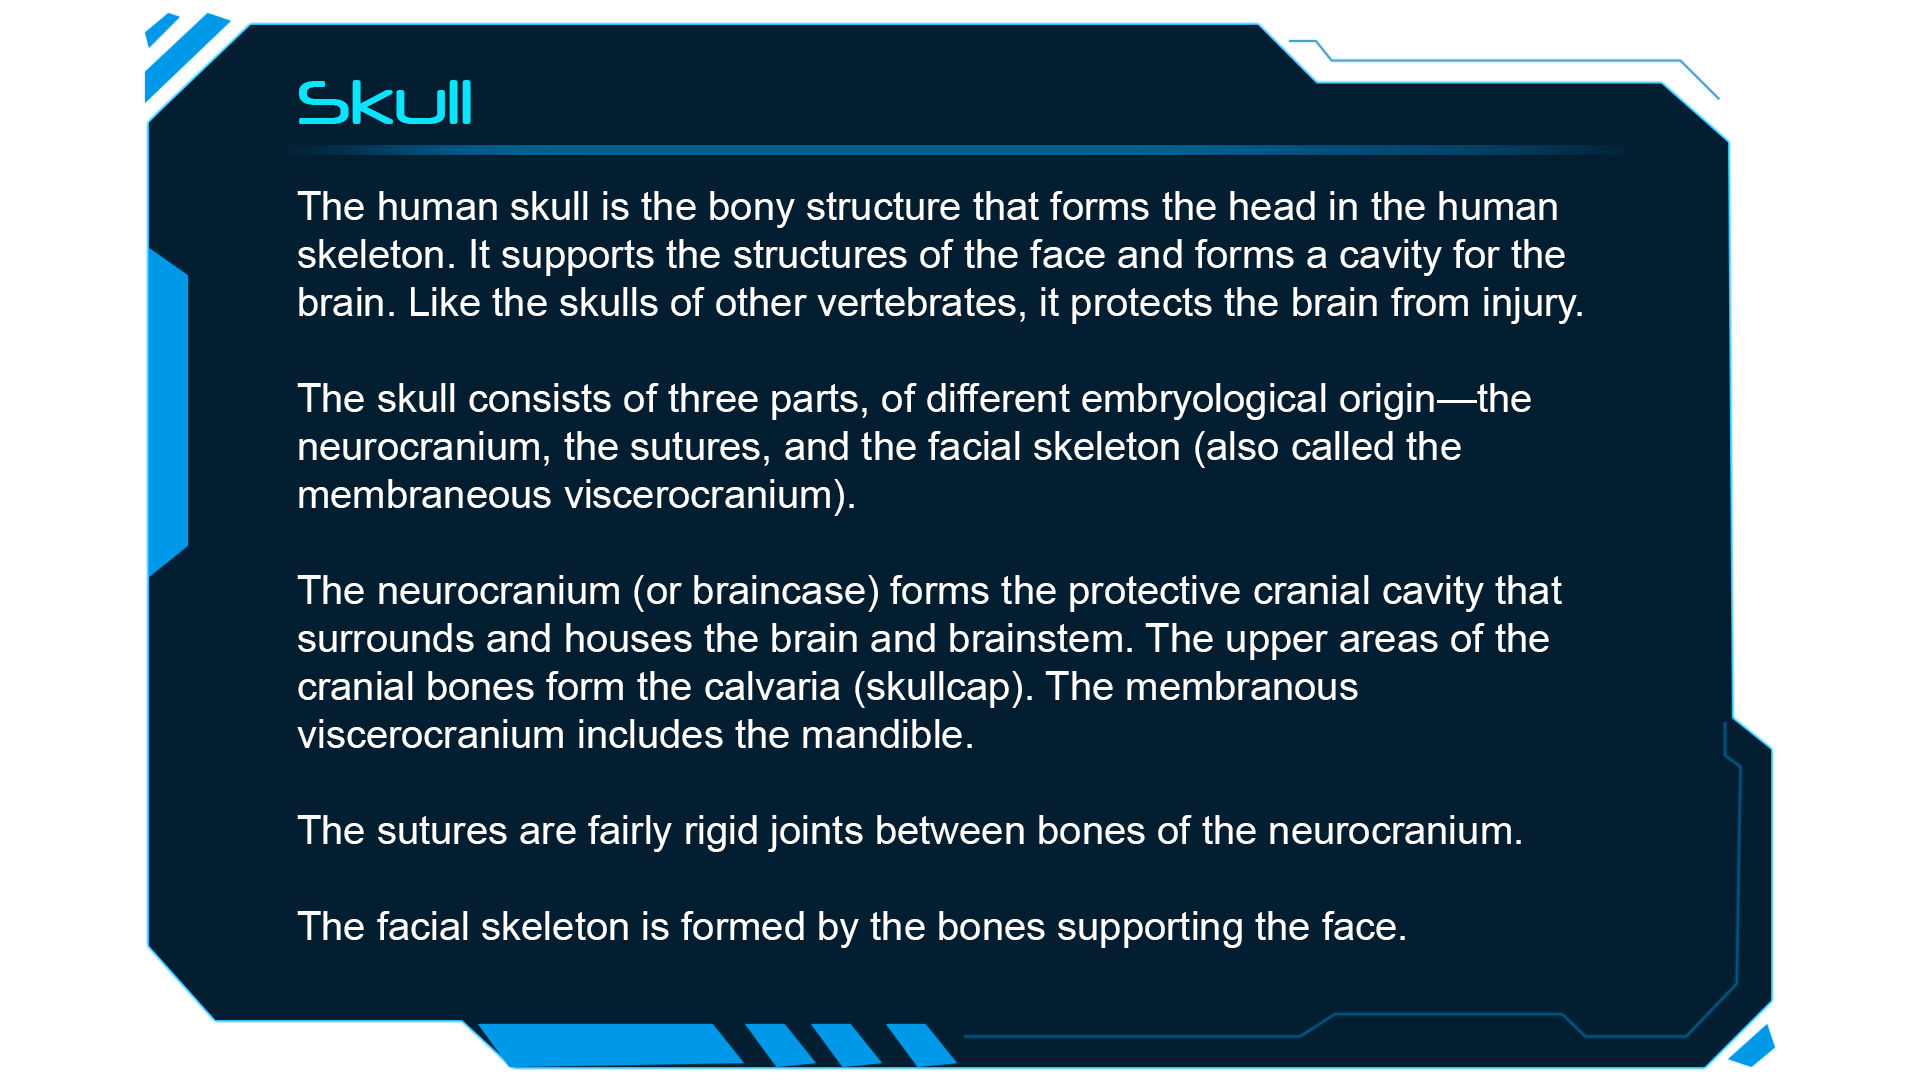 Skull
The human skull is the bony structure that forms the head in the human
skeleton. It supports the structures of the face and forms a cavity for the
brain. Like the skulls of other vertebrates, it protects the brain from injury.
The skull consists of three parts, of different embryological origin—the
neurocranium, the sutures, and the facial skeleton (also called the
membraneous viscerocranium).
The neurocranium (or braincase) forms the protective cranial cavity that
surrounds and houses the brain and brainstem. The upper areas of the
cranial bones form the calvaria (skullcap). The membranous
viscerocranium includes the mandible.
The sutures are fairly rigid joints between bones of the neurocranium.
The facial skeleton is formed by the bones supporting the face.